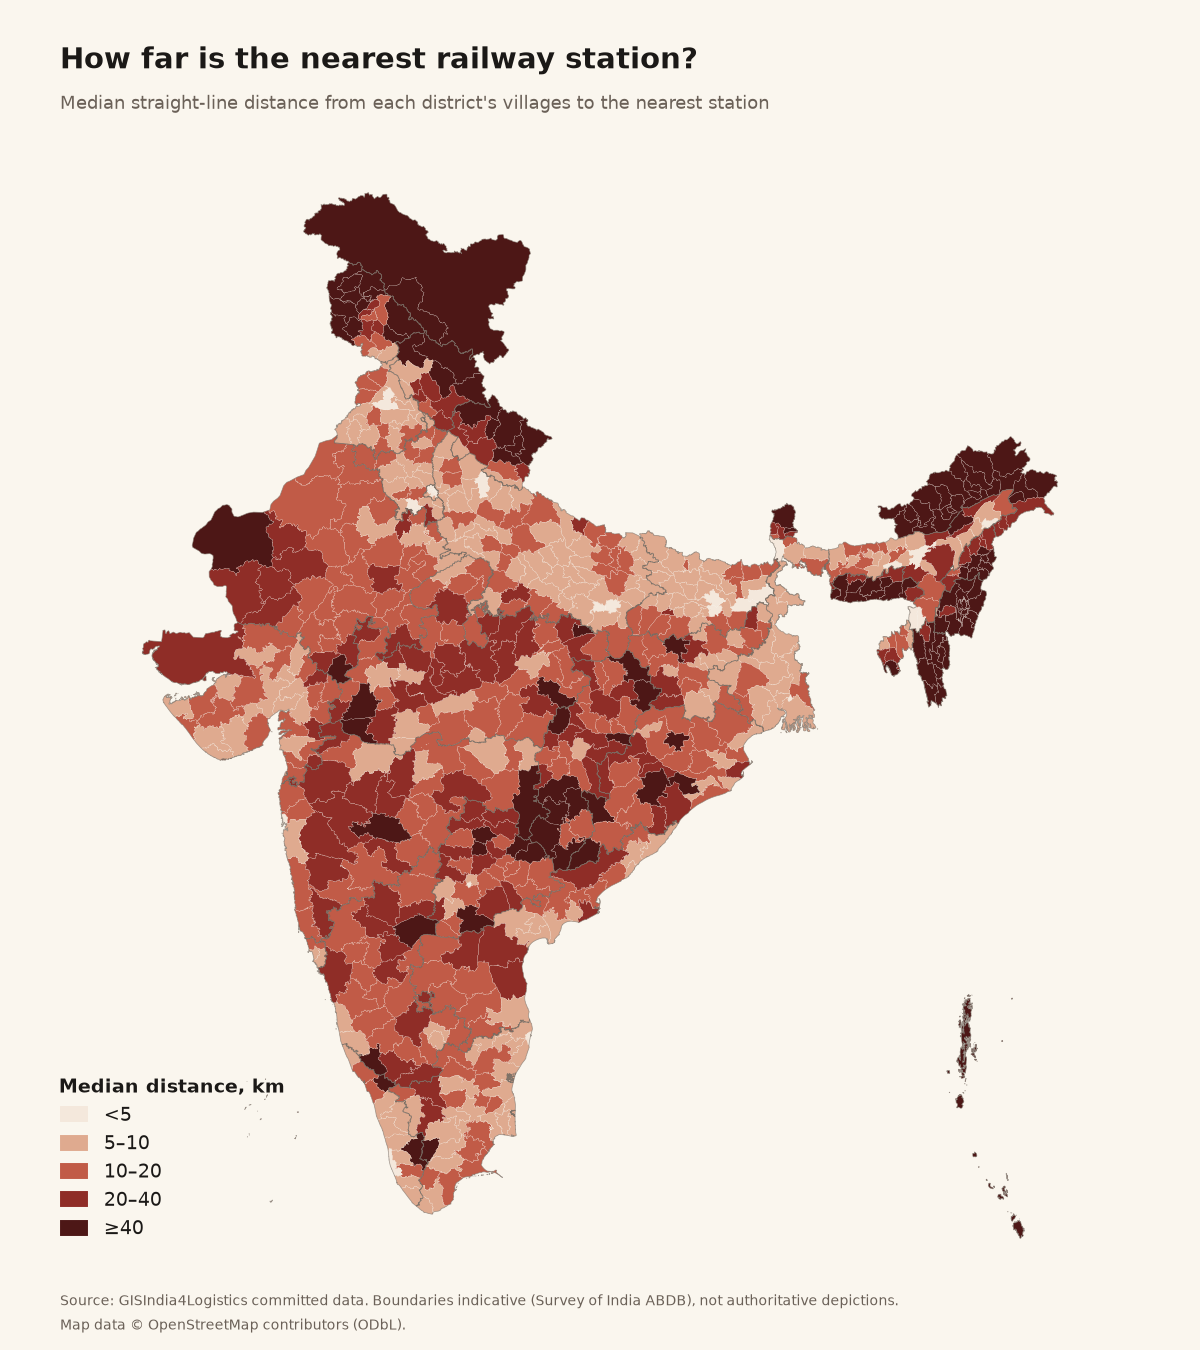 How far is the nearest railway station?
Median straight-line distance from each district's villages to the nearest station
Median distance, km
<5
5–10
10–20
20–40
≥40
Source: GISIndia4Logistics committed data. Boundaries indicative (Survey of India ABDB), not authoritative depictions.
Map data © OpenStreetMap contributors (ODbL).